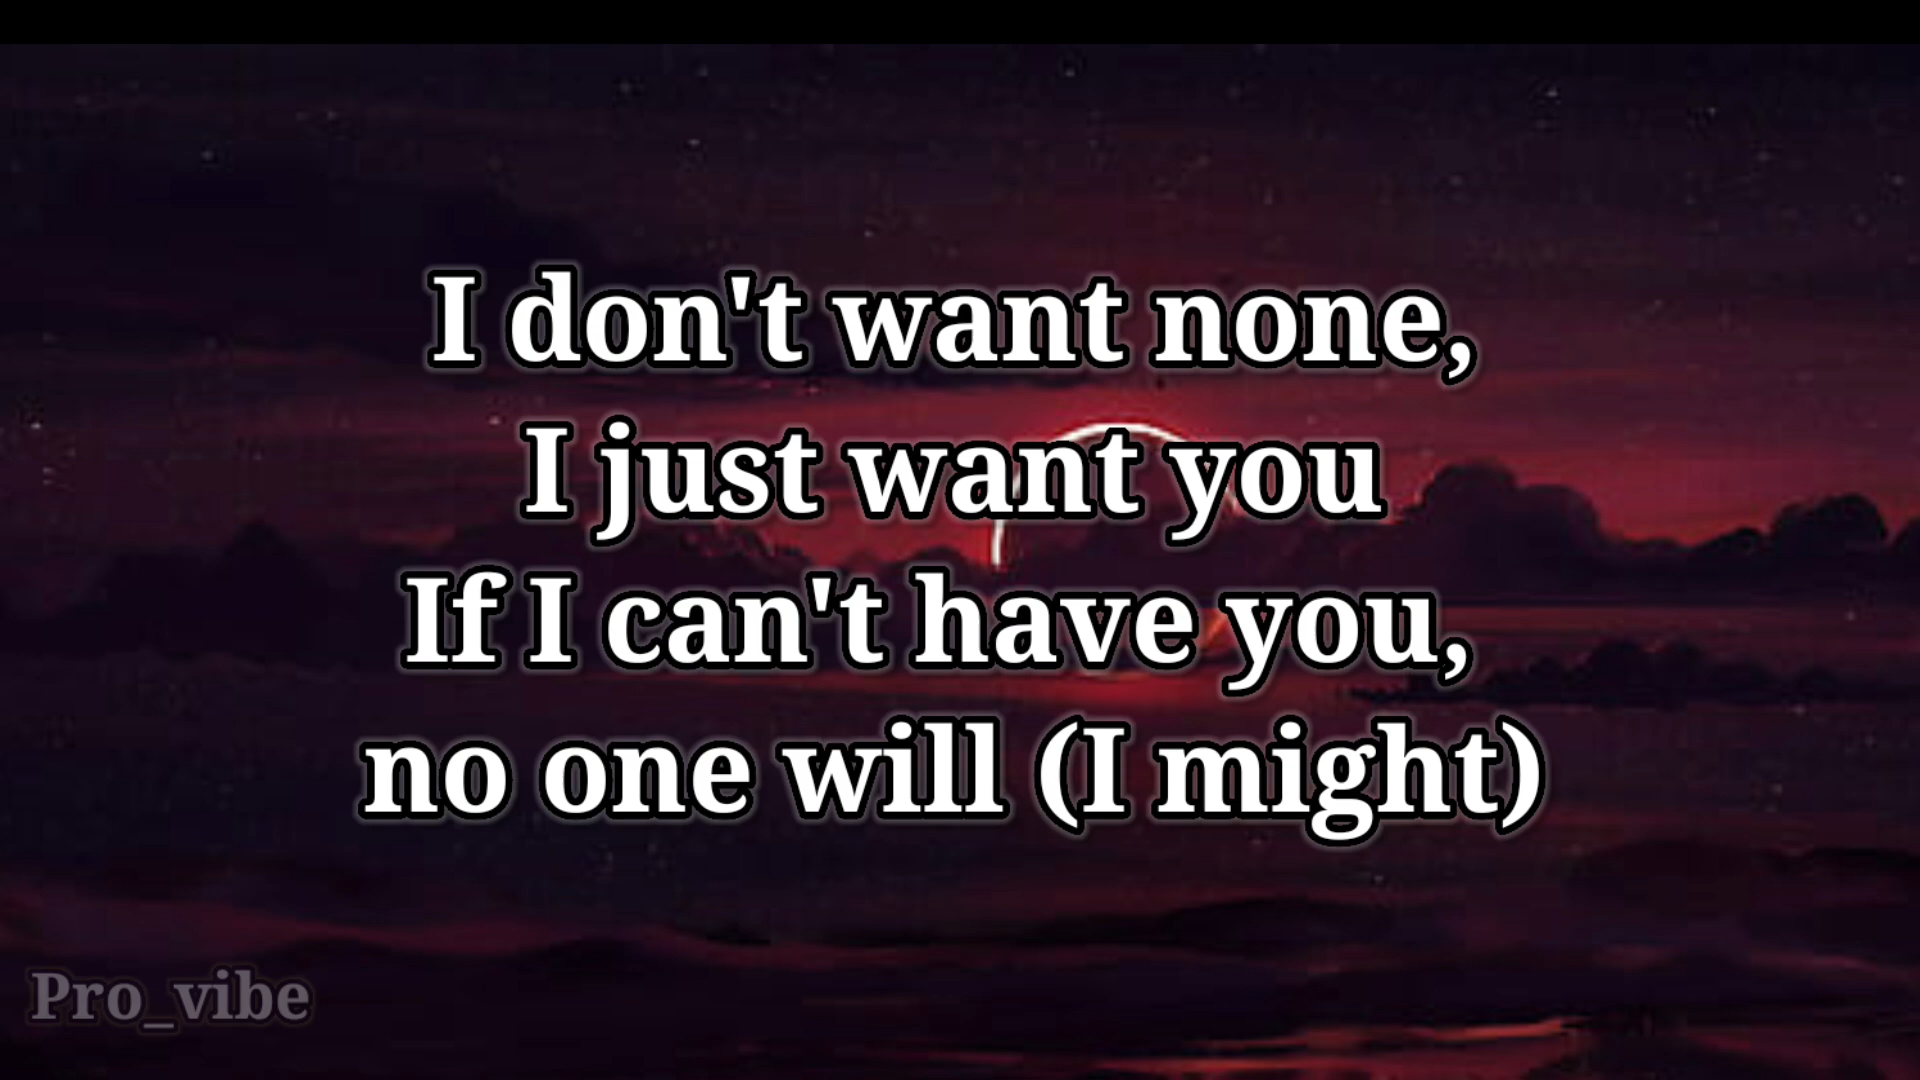 I don't want none,
I just want you
If I can't have you,
no one will (I might)
Pro_vibe